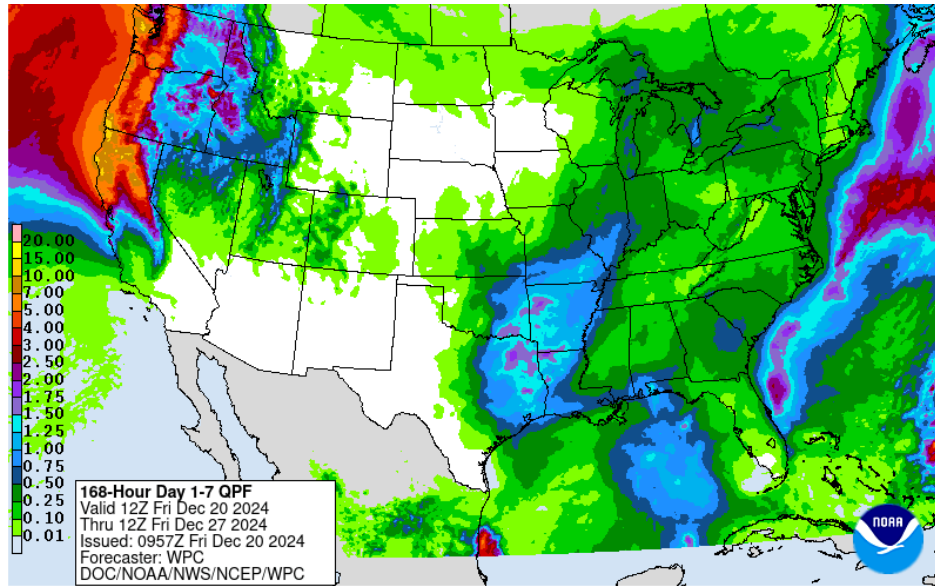 20.00
15.00
10.00
7.00
5.00
4.00
3.00
2.50
2.00
1.75
1.50
1.25
1.00
0.75
0.50
0.25
0.10
0.01
168-Hour Day 1-7 QPF
Valid 12Z Fri Dec 20 2024
Thru 12Z Fri Dec 27 2024
Issued: 0957Z Fri Dec 20 2024
Forecaster: WPC
DOC/NOAA/NWS/NCEP/WPC
NOAA